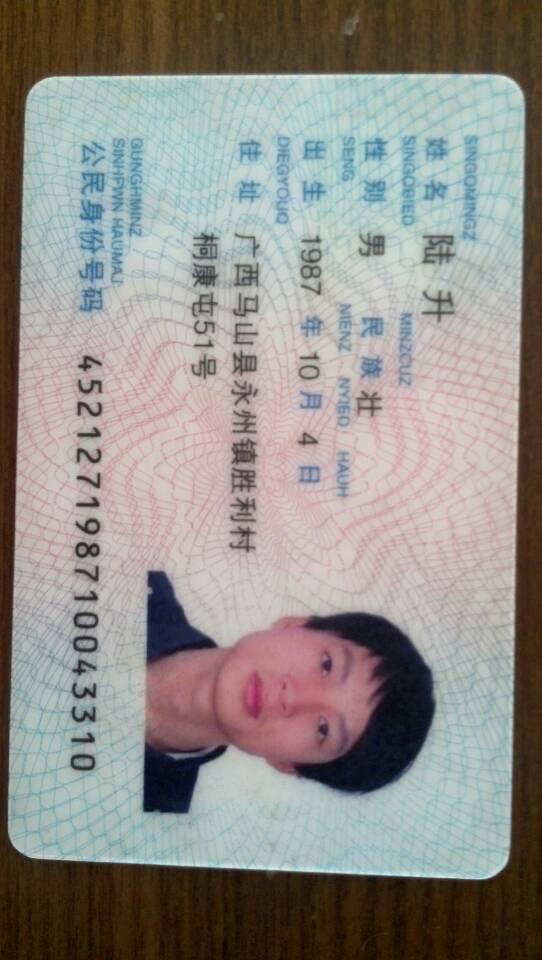 SINGQMINGZ
姓名 陆升
SINGQBIED MINZCUZ
性别 男 民族 壮
SENG NIENZ NYIED HAUH
出生 1987 年 10 月 4 日
DIEGYOUQ
住址 广西马山县永州镇胜利村
桐康屯51号
GUNGHMINZ
SINHFWN HAUMAJ
公民身份号码 452127198710043310